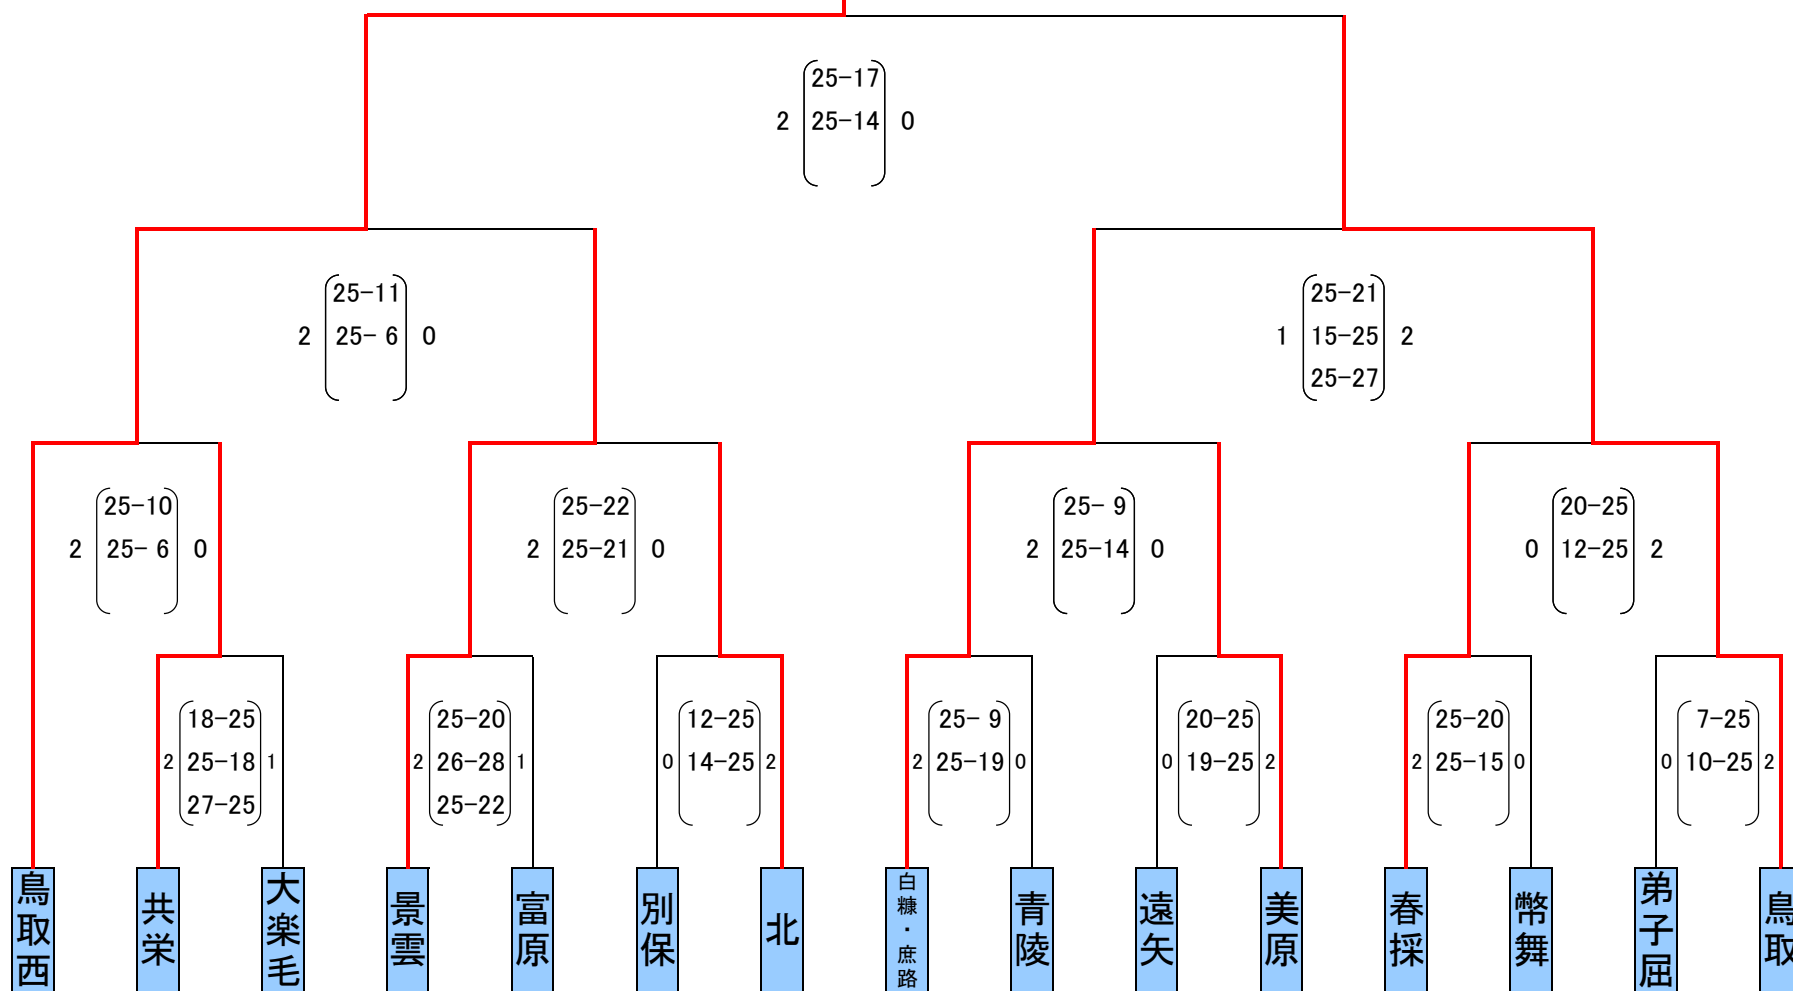 25-17
2 25-14 0
25-11
2 25- 6 0
25-21
1 15-25 2
25-27
25-10
2 25- 6 0
25-22
2 25-21 0
25- 9
2 25-14 0
20-25
0 12-25 2
18-25
2 25-18 1
27-25
25-20
2 26-28 1
25-22
12-25
0 14-25 2
25- 9
2 25-19 0
20-25
0 19-25 2
25-20
2 25-15 0
7-25
0 10-25 2
鳥取西
共栄
大楽毛
景雲
富原
別保
北
白糠・庶路
青陵
遠矢
美原
春採
幣舞
弟子屈
鳥取